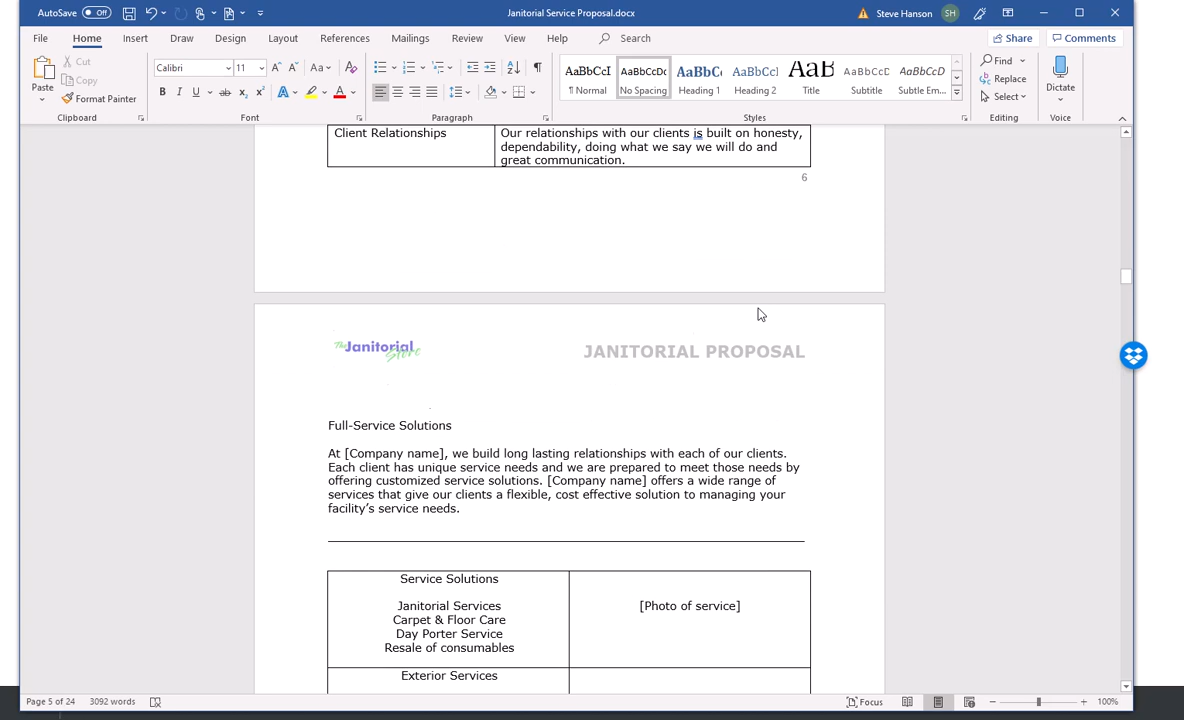 AutoSave Off Janitorial Service Proposal.docx Steve Hanson SH
File Home Insert Draw Design Layout References Mailings Review View Help Search Share Comments
Paste Cut Copy Format Painter
Calibri 11
AaBbCcI AaBbCcDc AaBbC AaBbCcI AaB AaBbCcD AaBbCcD
¶ Normal No Spacing Heading 1 Heading 2 Title Subtitle Subtle Em...
Find Replace Select Dictate
Clipboard Font Paragraph Styles Editing Voice
Client Relationships
Our relationships with our clients is built on honesty,
dependability, doing what we say we will do and
great communication.
6
The Janitorial Store
JANITORIAL PROPOSAL
Full-Service Solutions
At [Company name], we build long lasting relationships with each of our clients.
Each client has unique service needs and we are prepared to meet those needs by
offering customized service solutions. [Company name] offers a wide range of
services that give our clients a flexible, cost effective solution to managing your
facility's service needs.
Service Solutions
Janitorial Services
Carpet & Floor Care
Day Porter Service
Resale of consumables
[Photo of service]
Exterior Services
Page 5 of 24 3092 words Focus 100%